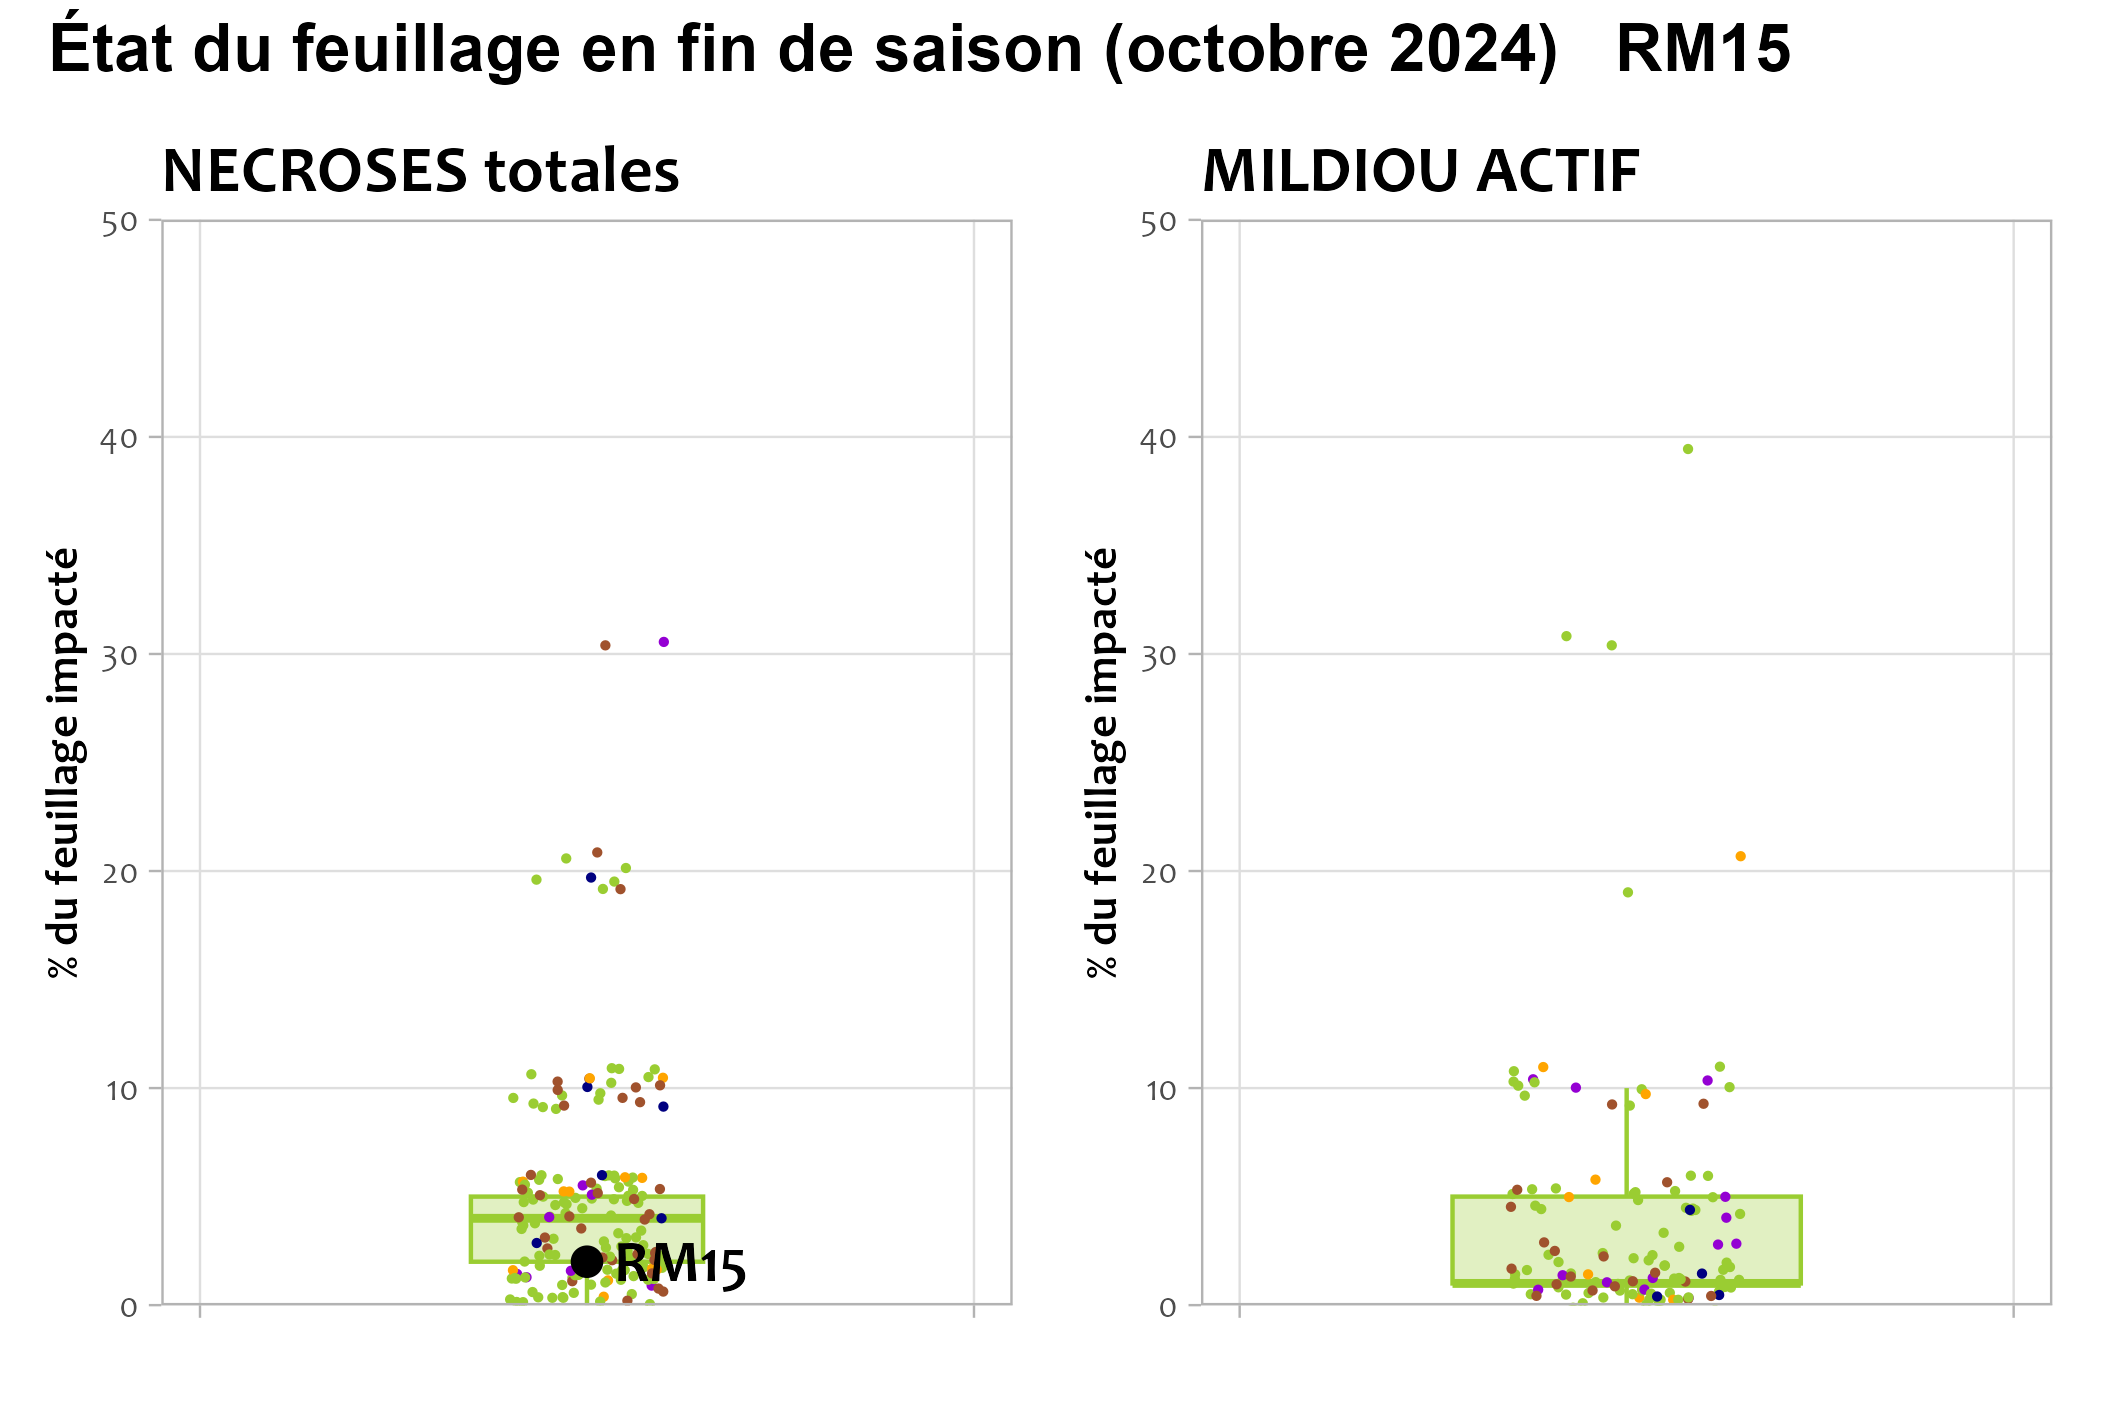 État du feuillage en fin de saison (octobre 2024) RM15
NECROSES totales
MILDIOU ACTIF
% du feuillage impacté
50
40
30
20
10
0
RM15
% du feuillage impacté
50
40
30
20
10
0